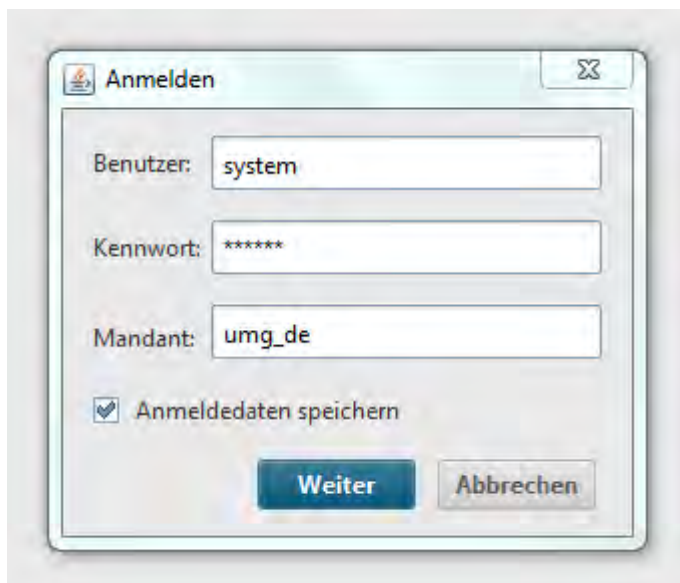 Anmelden
Benutzer: system
Kennwort: ******
Mandant: umg_de
Anmeldedaten speichern
Weiter Abbrechen